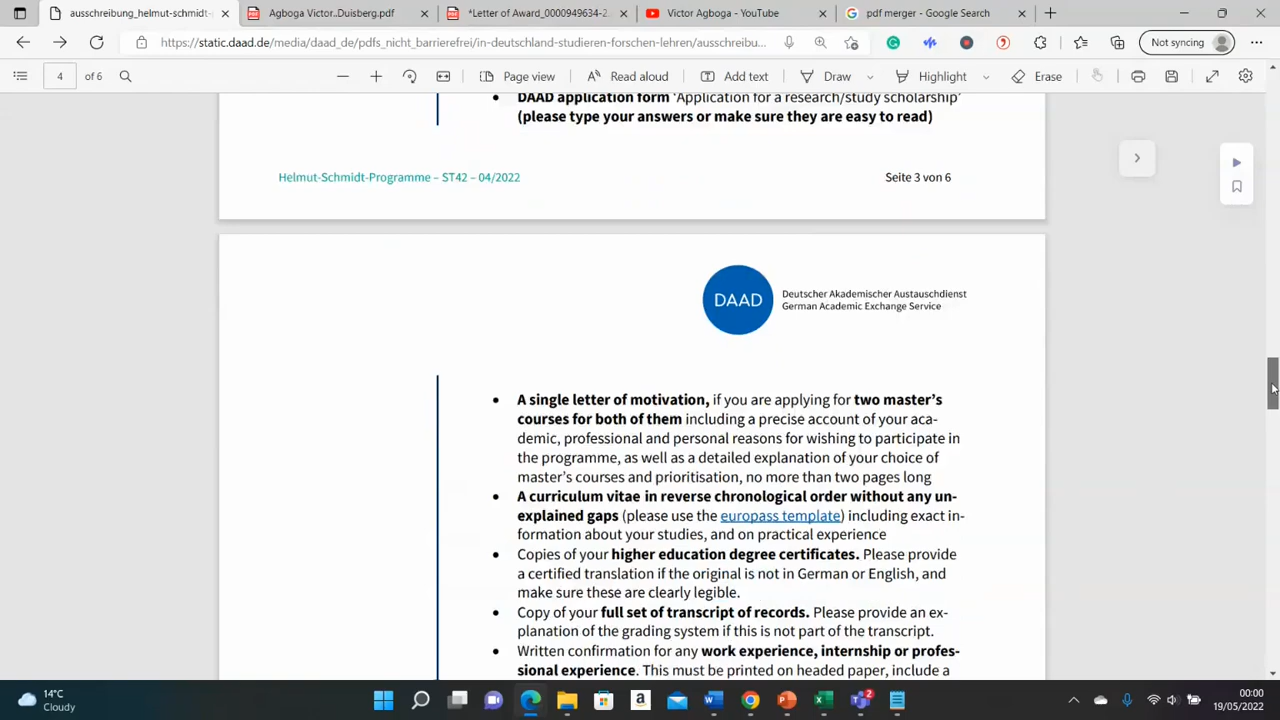 ausschreibung_helmut-schmidt-
Agboga Victor..Duisberg.pdf
*Letter of Award_0000949634-2
Victor Agboga - YouTube
pdf merger - Google Search
https://static.daad.de/media/daad_de/pdfs_nicht_barrierefrei/in-deutschland-studieren-forschen-lehren/ausschreibu...
Not syncing
4 of 6
Page view
Read aloud
Add text
Draw
Highlight
Erase
• DAAD application form ‘Application for a research/study scholarship’
(please type your answers or make sure they are easy to read)
Helmut-Schmidt-Programme – ST42 – 04/2022
Seite 3 von 6
DAAD
Deutscher Akademischer Austauschdienst
German Academic Exchange Service
• A single letter of motivation, if you are applying for two master’s
courses for both of them including a precise account of your aca-
demic, professional and personal reasons for wishing to participate in
the programme, as well as a detailed explanation of your choice of
master’s courses and prioritisation, no more than two pages long
• A curriculum vitae in reverse chronological order without any un-
explained gaps (please use the europass template) including exact in-
formation about your studies, and on practical experience
• Copies of your higher education degree certificates. Please provide
a certified translation if the original is not in German or English, and
make sure these are clearly legible.
• Copy of your full set of transcript of records. Please provide an ex-
planation of the grading system if this is not part of the transcript.
• Written confirmation for any work experience, internship or profes-
sional experience. This must be printed on headed paper, include a
14°C
Cloudy
2
00:00
19/05/2022